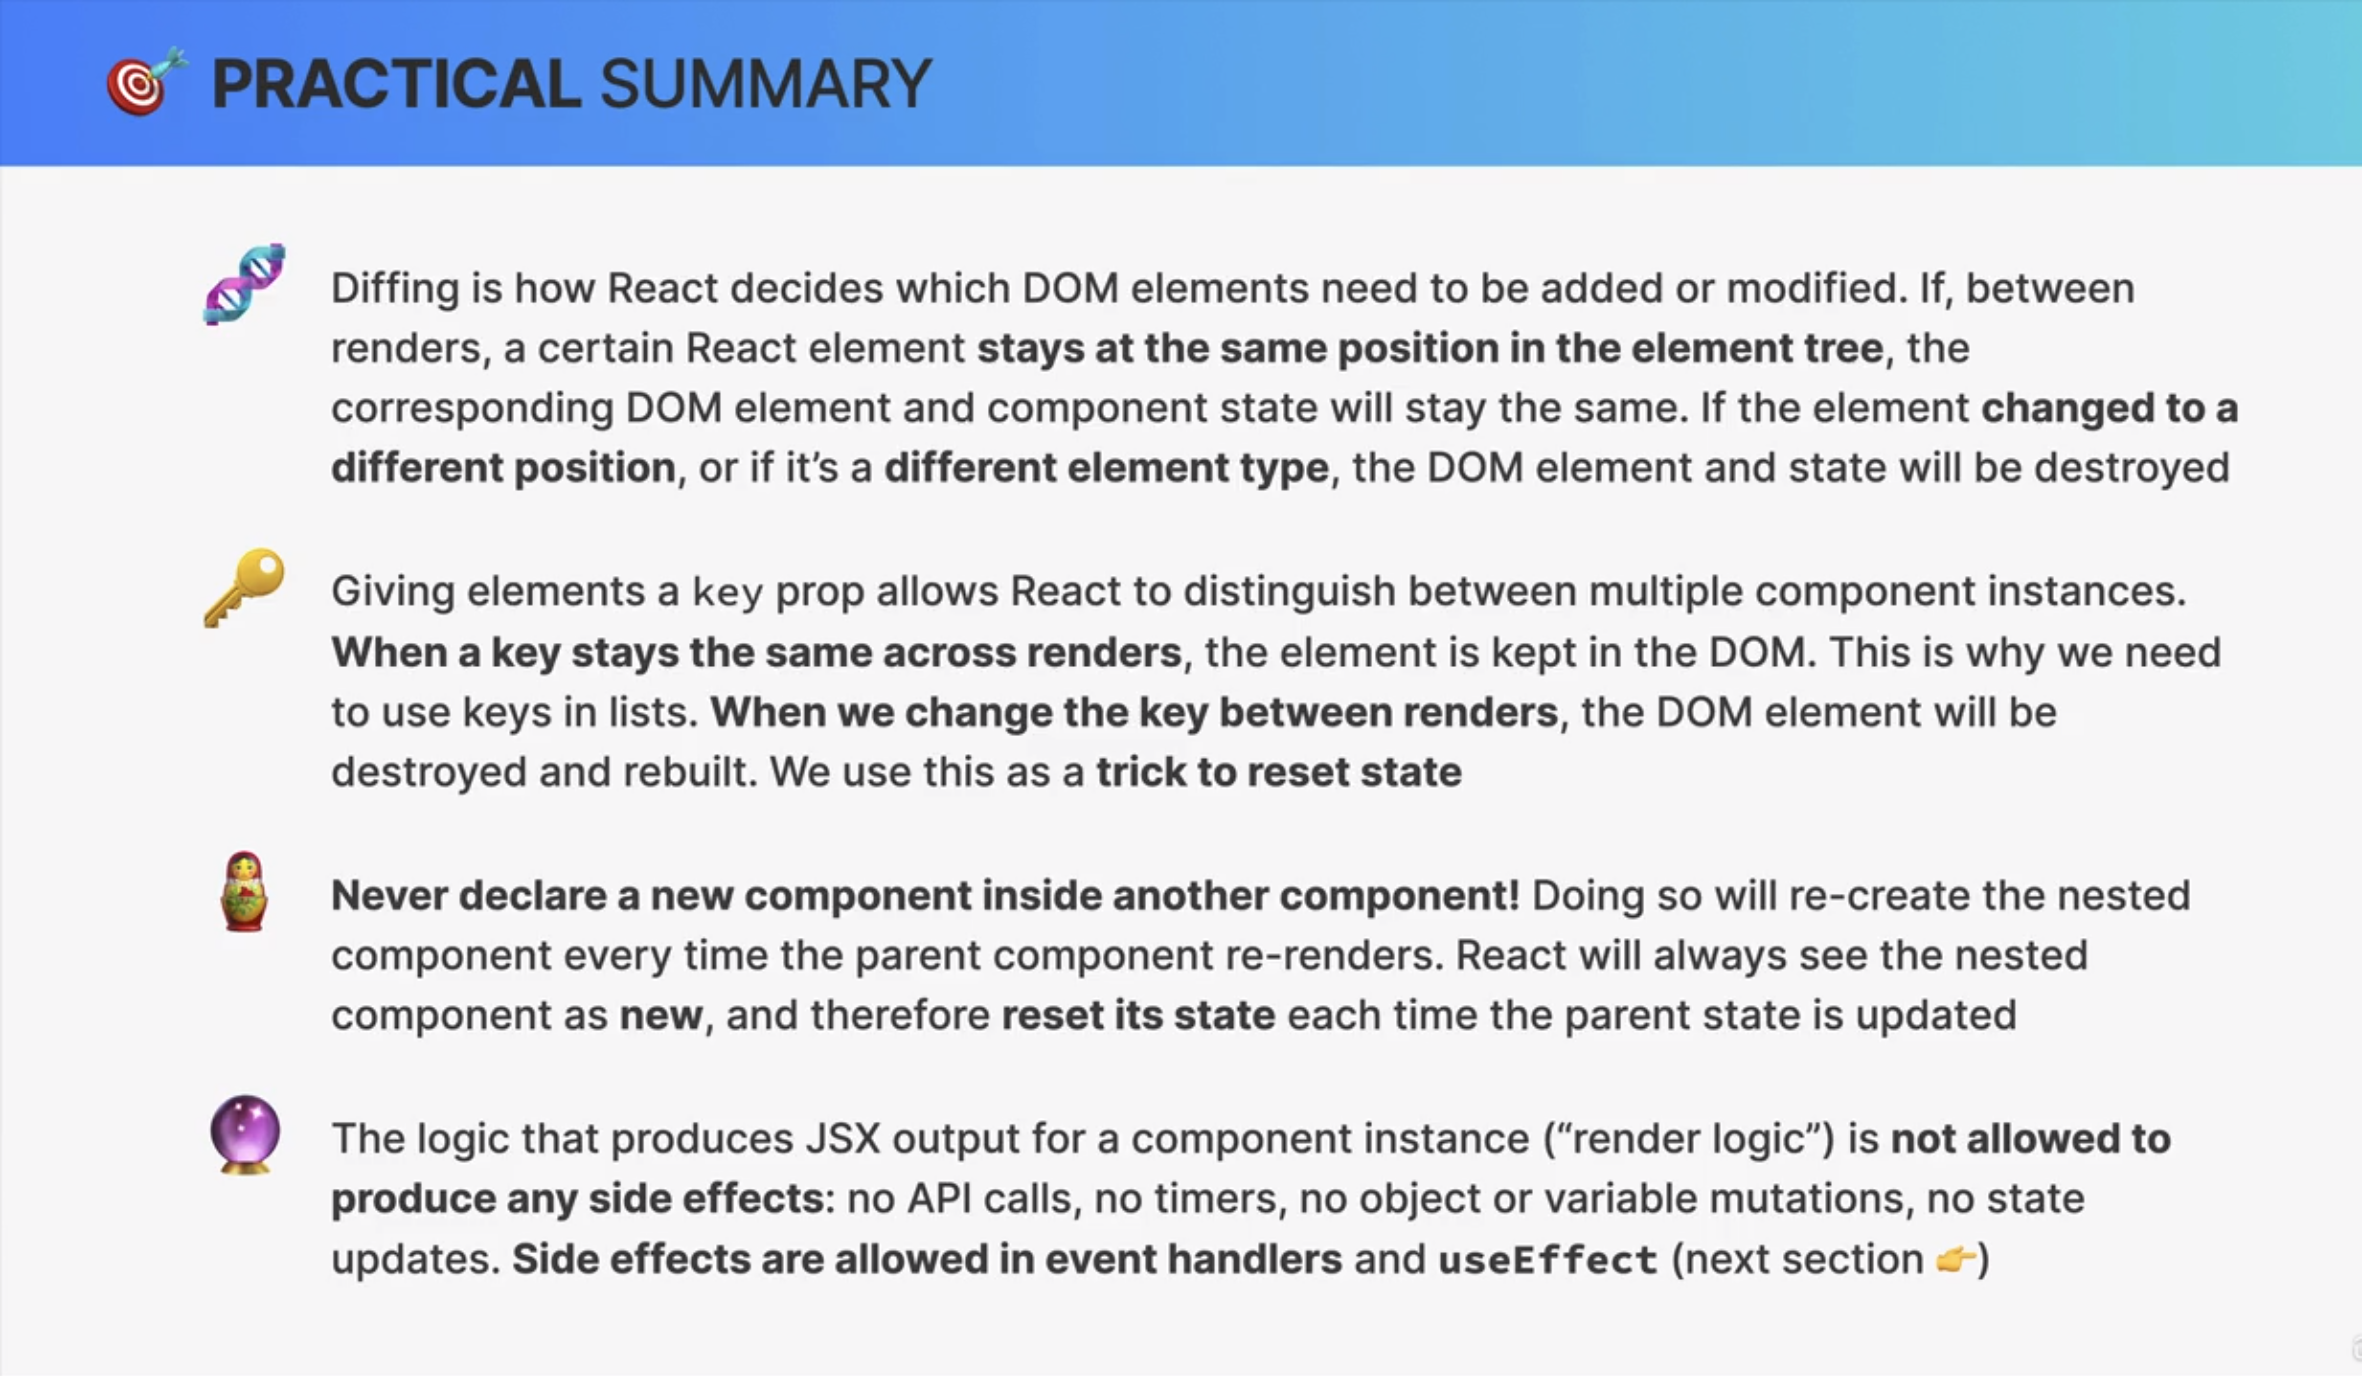 PRACTICAL SUMMARY
Diffing is how React decides which DOM elements need to be added or modified. If, between
renders, a certain React element stays at the same position in the element tree, the
corresponding DOM element and component state will stay the same. If the element changed to a
different position, or if it’s a different element type, the DOM element and state will be destroyed
Giving elements a key prop allows React to distinguish between multiple component instances.
When a key stays the same across renders, the element is kept in the DOM. This is why we need
to use keys in lists. When we change the key between renders, the DOM element will be
destroyed and rebuilt. We use this as a trick to reset state
Never declare a new component inside another component! Doing so will re-create the nested
component every time the parent component re-renders. React will always see the nested
component as new, and therefore reset its state each time the parent state is updated
The logic that produces JSX output for a component instance (“render logic”) is not allowed to
produce any side effects: no API calls, no timers, no object or variable mutations, no state
updates. Side effects are allowed in event handlers and useEffect (next section 👉)